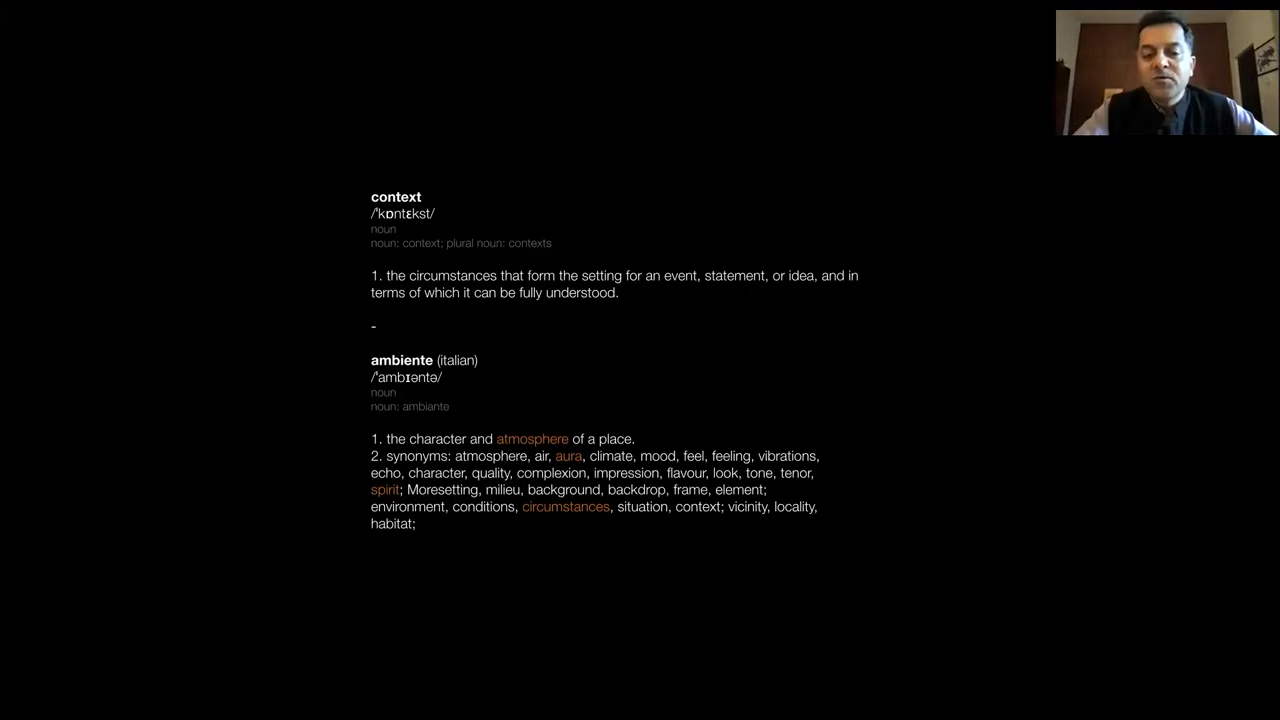 context
/ˈkɒntɛkst/
noun
noun: context; plural noun: contexts
1. the circumstances that form the setting for an event, statement, or idea, and in
terms of which it can be fully understood.
-
ambiente (italian)
/ˈambɪəntə/
noun
noun: ambiante
1. the character and atmosphere of a place.
2. synonyms: atmosphere, air, aura, climate, mood, feel, feeling, vibrations,
echo, character, quality, complexion, impression, flavour, look, tone, tenor,
spirit; Moresetting, milieu, background, backdrop, frame, element;
environment, conditions, circumstances, situation, context; vicinity, locality,
habitat;